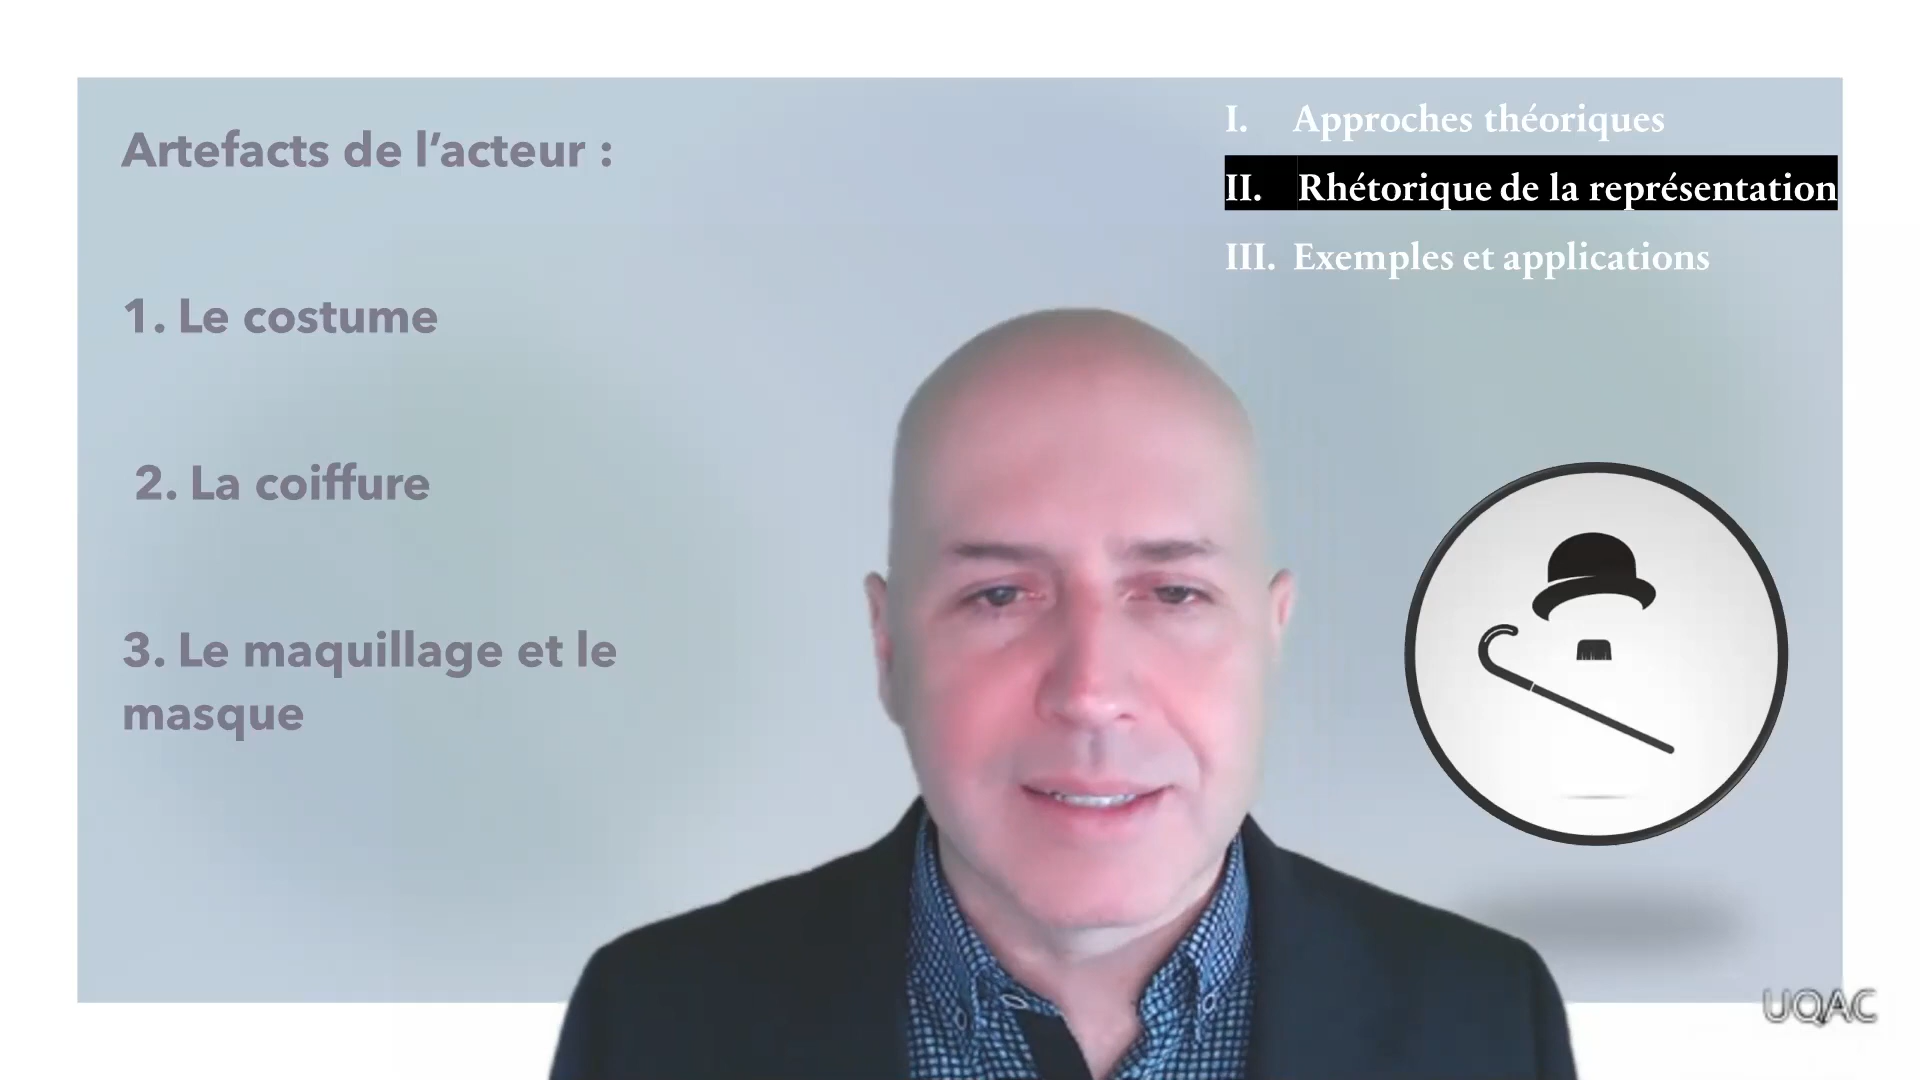 Artefacts de l’acteur :
1. Le costume
2. La coiffure
3. Le maquillage et le
masque
I. Approches théoriques
II. Rhétorique de la représentation
III. Exemples et applications
UQAC